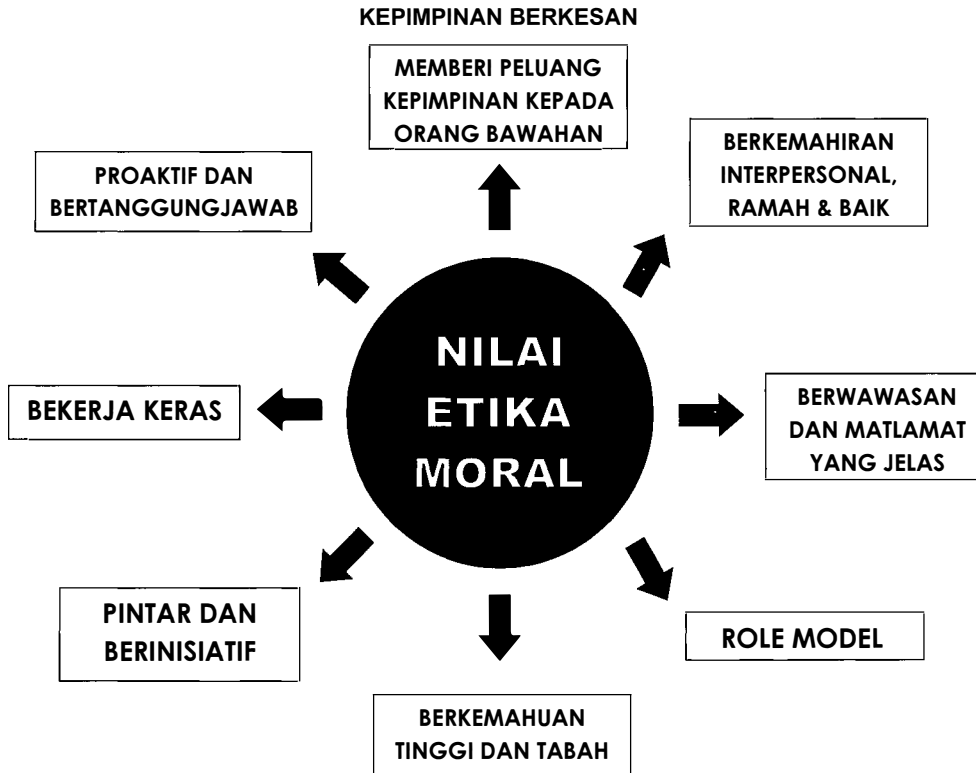 KEPIMPINAN BERKESAN
MEMBERI PELUANG
KEPIMPINAN KEPADA
ORANG BAWAHAN
BERKEMAHIRAN
INTERPERSONAL,
RAMAH & BAIK
PROAKTIF DAN
BERTANGGUNGJAWAB
NILAI
ETIKA
MORAL
BEKERJA KERAS
BERWAWASAN
DAN MATLAMAT
YANG JELAS
PINTAR DAN
BERINISIATIF
ROLE MODEL
BERKEMAHUAN
TINGGI DAN TABAH